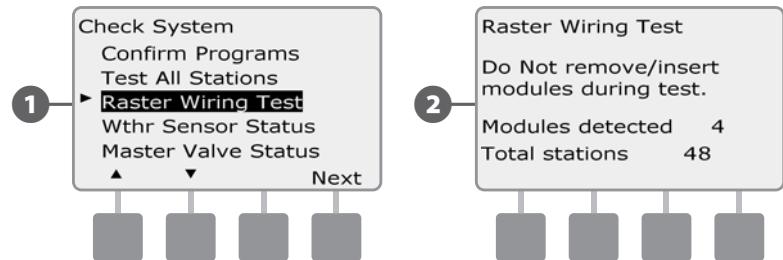 1
Check System
Confirm Programs
Test All Stations
► Raster Wiring Test
Wthr Sensor Status
Master Valve Status
▲ ▼ Next
2
Raster Wiring Test
Do Not remove/insert
modules during test.
Modules detected 4
Total stations 48